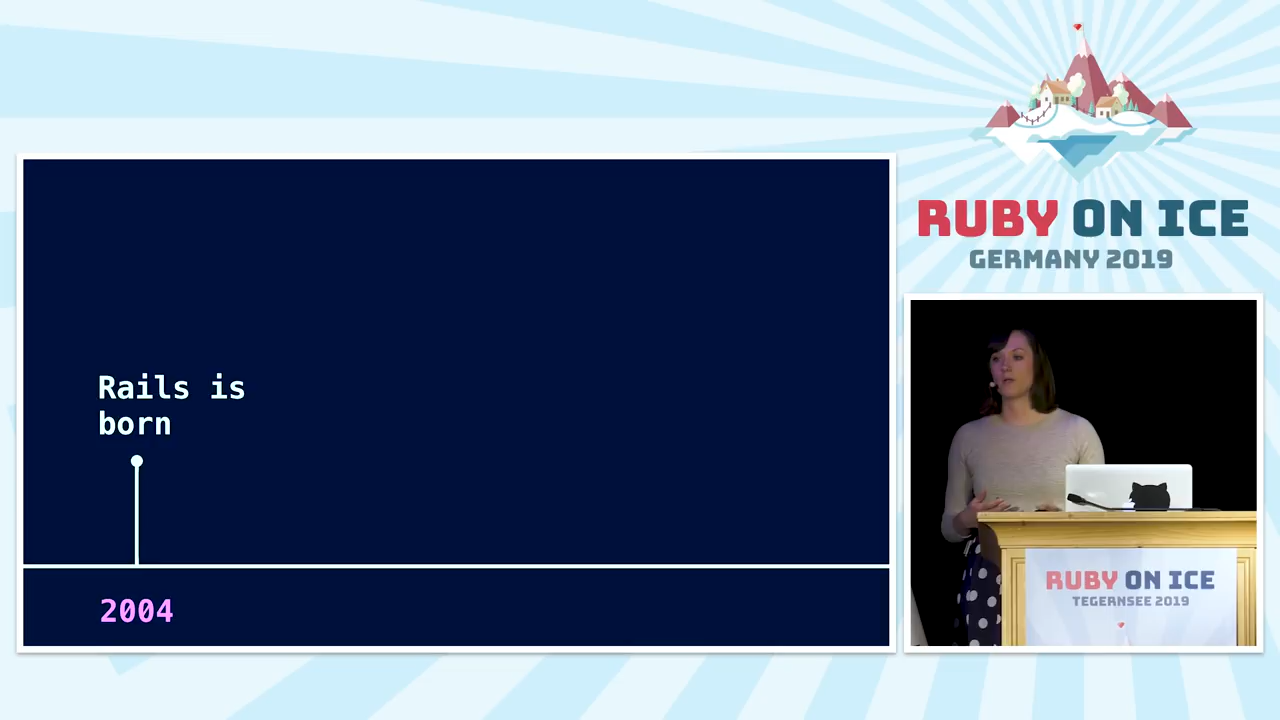 Rails is
born
2004
RUBY ON ICE
GERMANY 2019
RUBY ON ICE
TEGERNSEE 2019